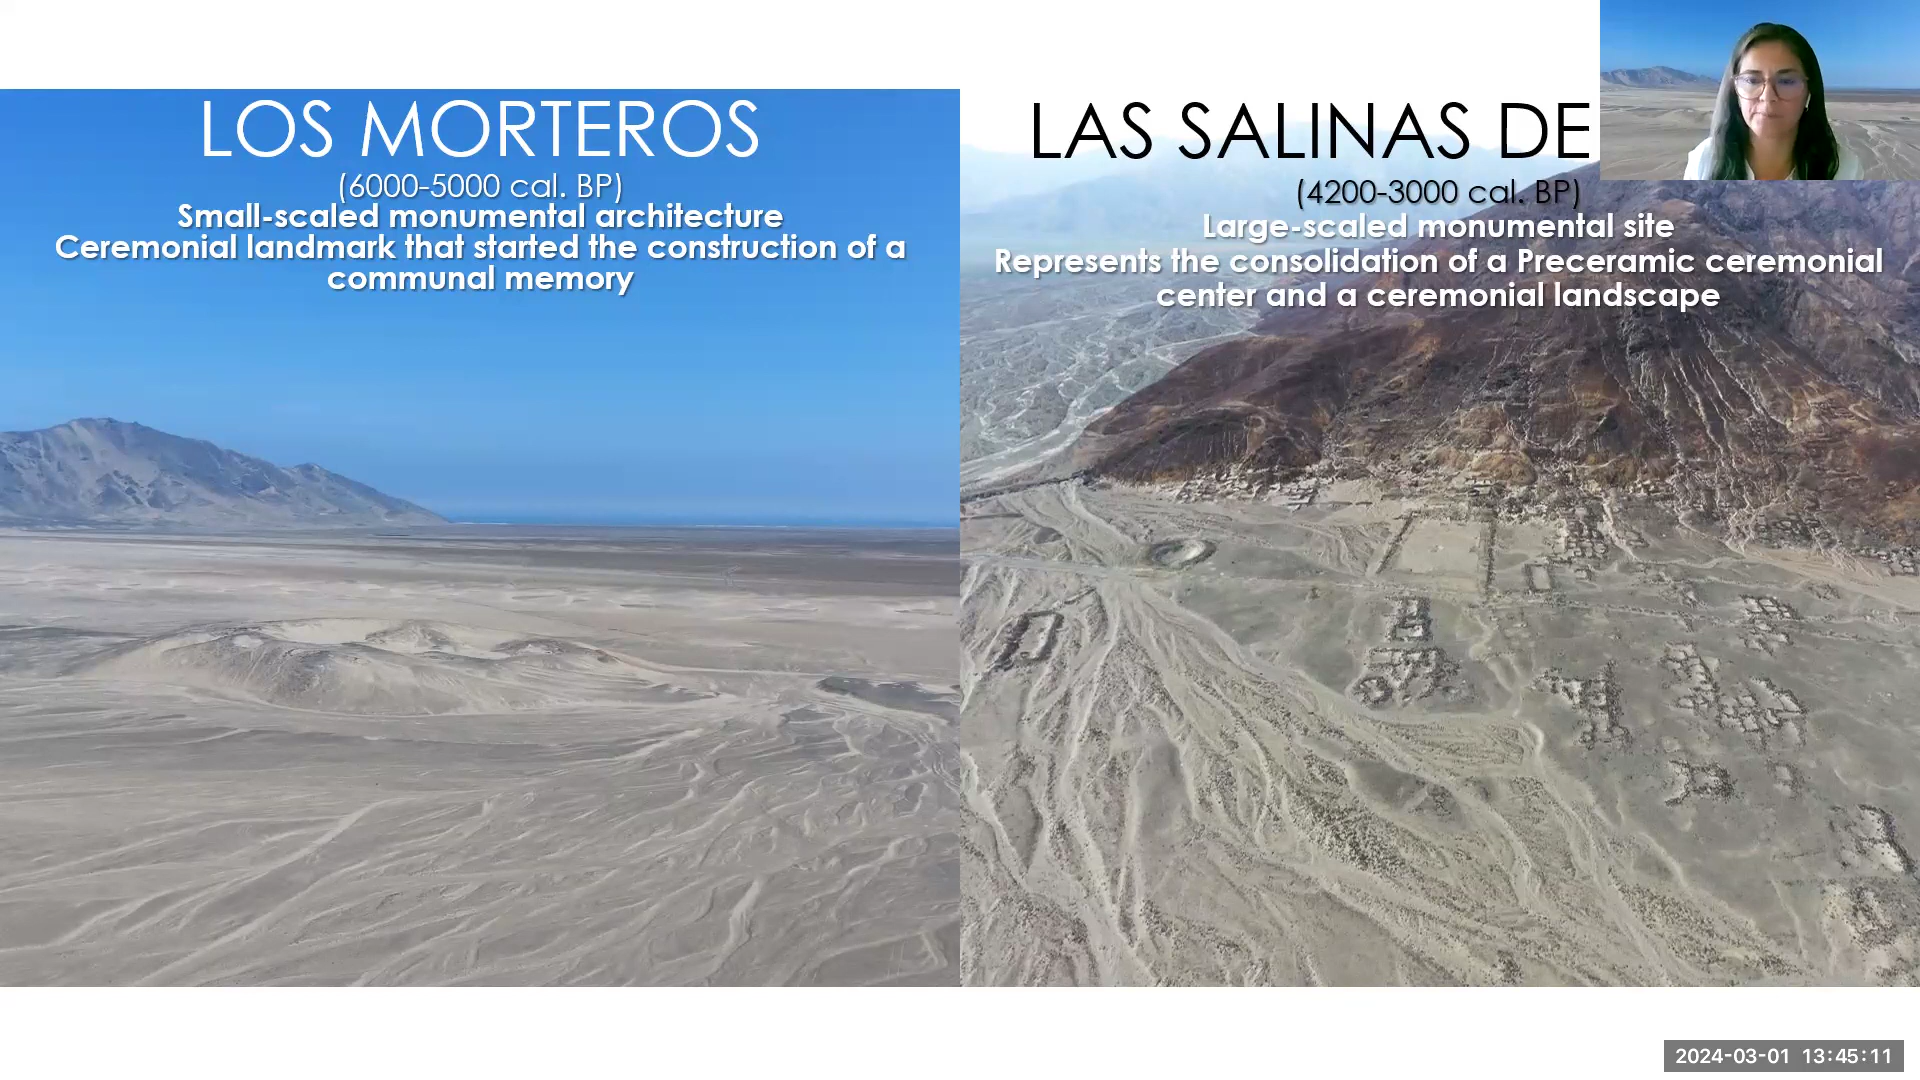 LOS MORTEROS
(6000-5000 cal. BP)
Small-scaled monumental architecture
Ceremonial landmark that started the construction of a
communal memory
LAS SALINAS DE
(4200-3000 cal. BP)
Large-scaled monumental site
Represents the consolidation of a Preceramic ceremonial
center and a ceremonial landscape
2024-03-01 13:45:11